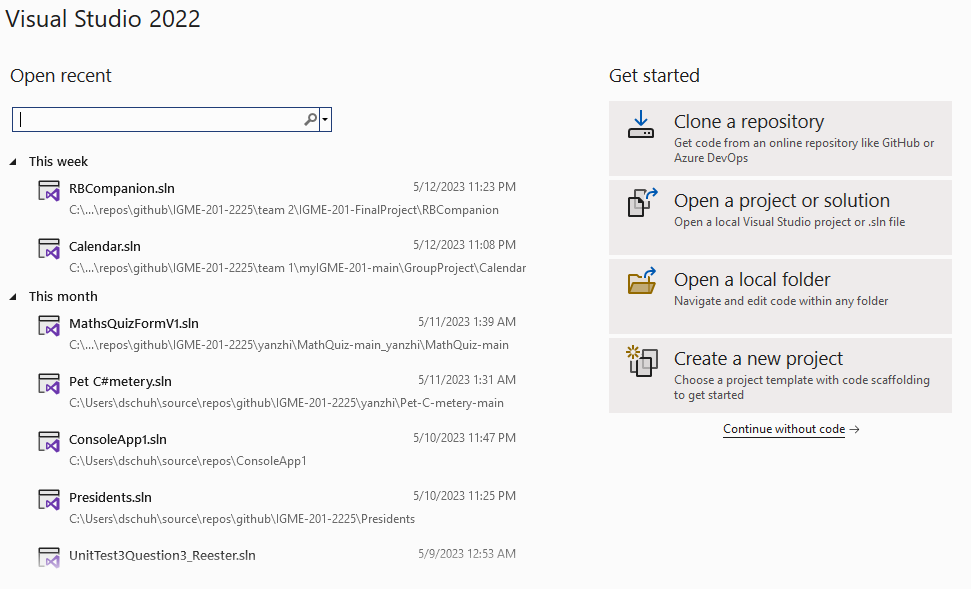 Visual Studio 2022
Open recent
This week
RBCompanion.sln 5/12/2023 11:23 PM
C:\...\repos\github\IGME-201-2225\team 2\IGME-201-FinalProject\RBCompanion
Calendar.sln 5/12/2023 11:08 PM
C:\...\repos\github\IGME-201-2225\team 1\myIGME-201-main\GroupProject\Calendar
This month
MathsQuizFormV1.sln 5/11/2023 1:39 AM
C:\...\repos\github\IGME-201-2225\yanzhi\MathQuiz-main_yanzhi\MathQuiz-main
Pet C#metery.sln 5/11/2023 1:31 AM
C:\Users\dschuh\source\repos\github\IGME-201-2225\yanzhi\Pet-C-metery-main
ConsoleApp1.sln 5/10/2023 11:47 PM
C:\Users\dschuh\source\repos\ConsoleApp1
Presidents.sln 5/10/2023 11:25 PM
C:\Users\dschuh\source\repos\github\IGME-201-2225\Presidents
UnitTest3Question3_Reester.sln 5/9/2023 12:53 AM
Get started
Clone a repository
Get code from an online repository like GitHub or
Azure DevOps
Open a project or solution
Open a local Visual Studio project or .sln file
Open a local folder
Navigate and edit code within any folder
Create a new project
Choose a project template with code scaffolding
to get started
Continue without code →